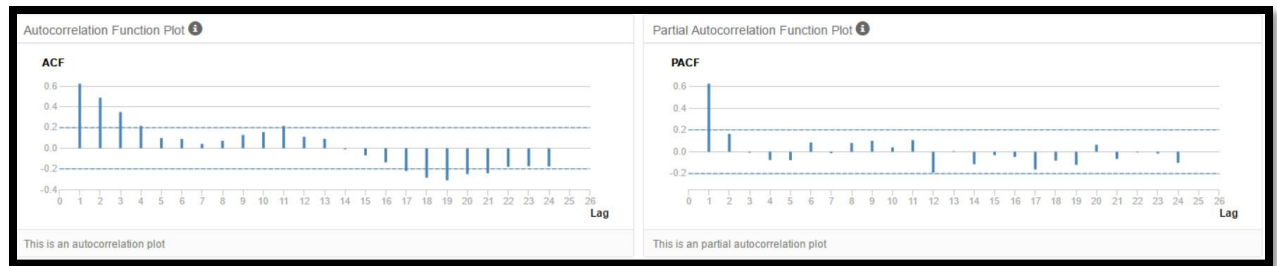 Autocorrelation Function Plot
ACF
0.6
0.4
0.2
0.0
-0.2
-0.4
0 1 2 3 4 5 6 7 8 9 10 11 12 13 14 15 16 17 18 19 20 21 22 23 24 25 26
Lag
This is an autocorrelation plot
Partial Autocorrelation Function Plot
PACF
0.6
0.4
0.2
0.0
-0.2
0 1 2 3 4 5 6 7 8 9 10 11 12 13 14 15 16 17 18 19 20 21 22 23 24 25 26
Lag
This is an partial autocorrelation plot